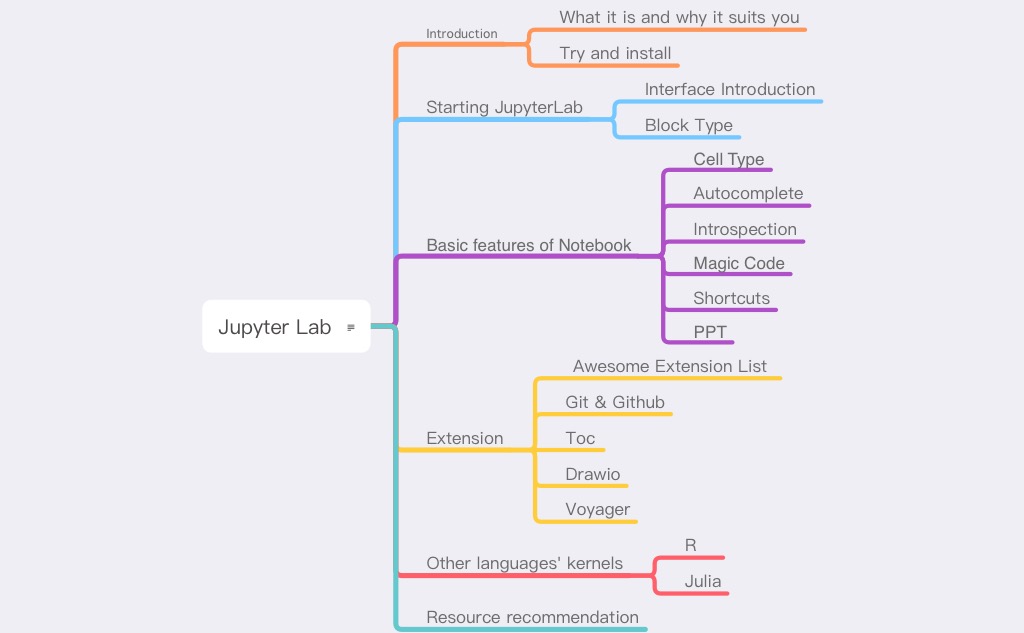 Jupyter Lab
Introduction
What it is and why it suits you
Try and install
Starting JupyterLab
Interface Introduction
Block Type
Basic features of Notebook
Cell Type
Autocomplete
Introspection
Magic Code
Shortcuts
PPT
Extension
Awesome Extension List
Git & Github
Toc
Drawio
Voyager
Other languages' kernels
R
Julia
Resource recommendation